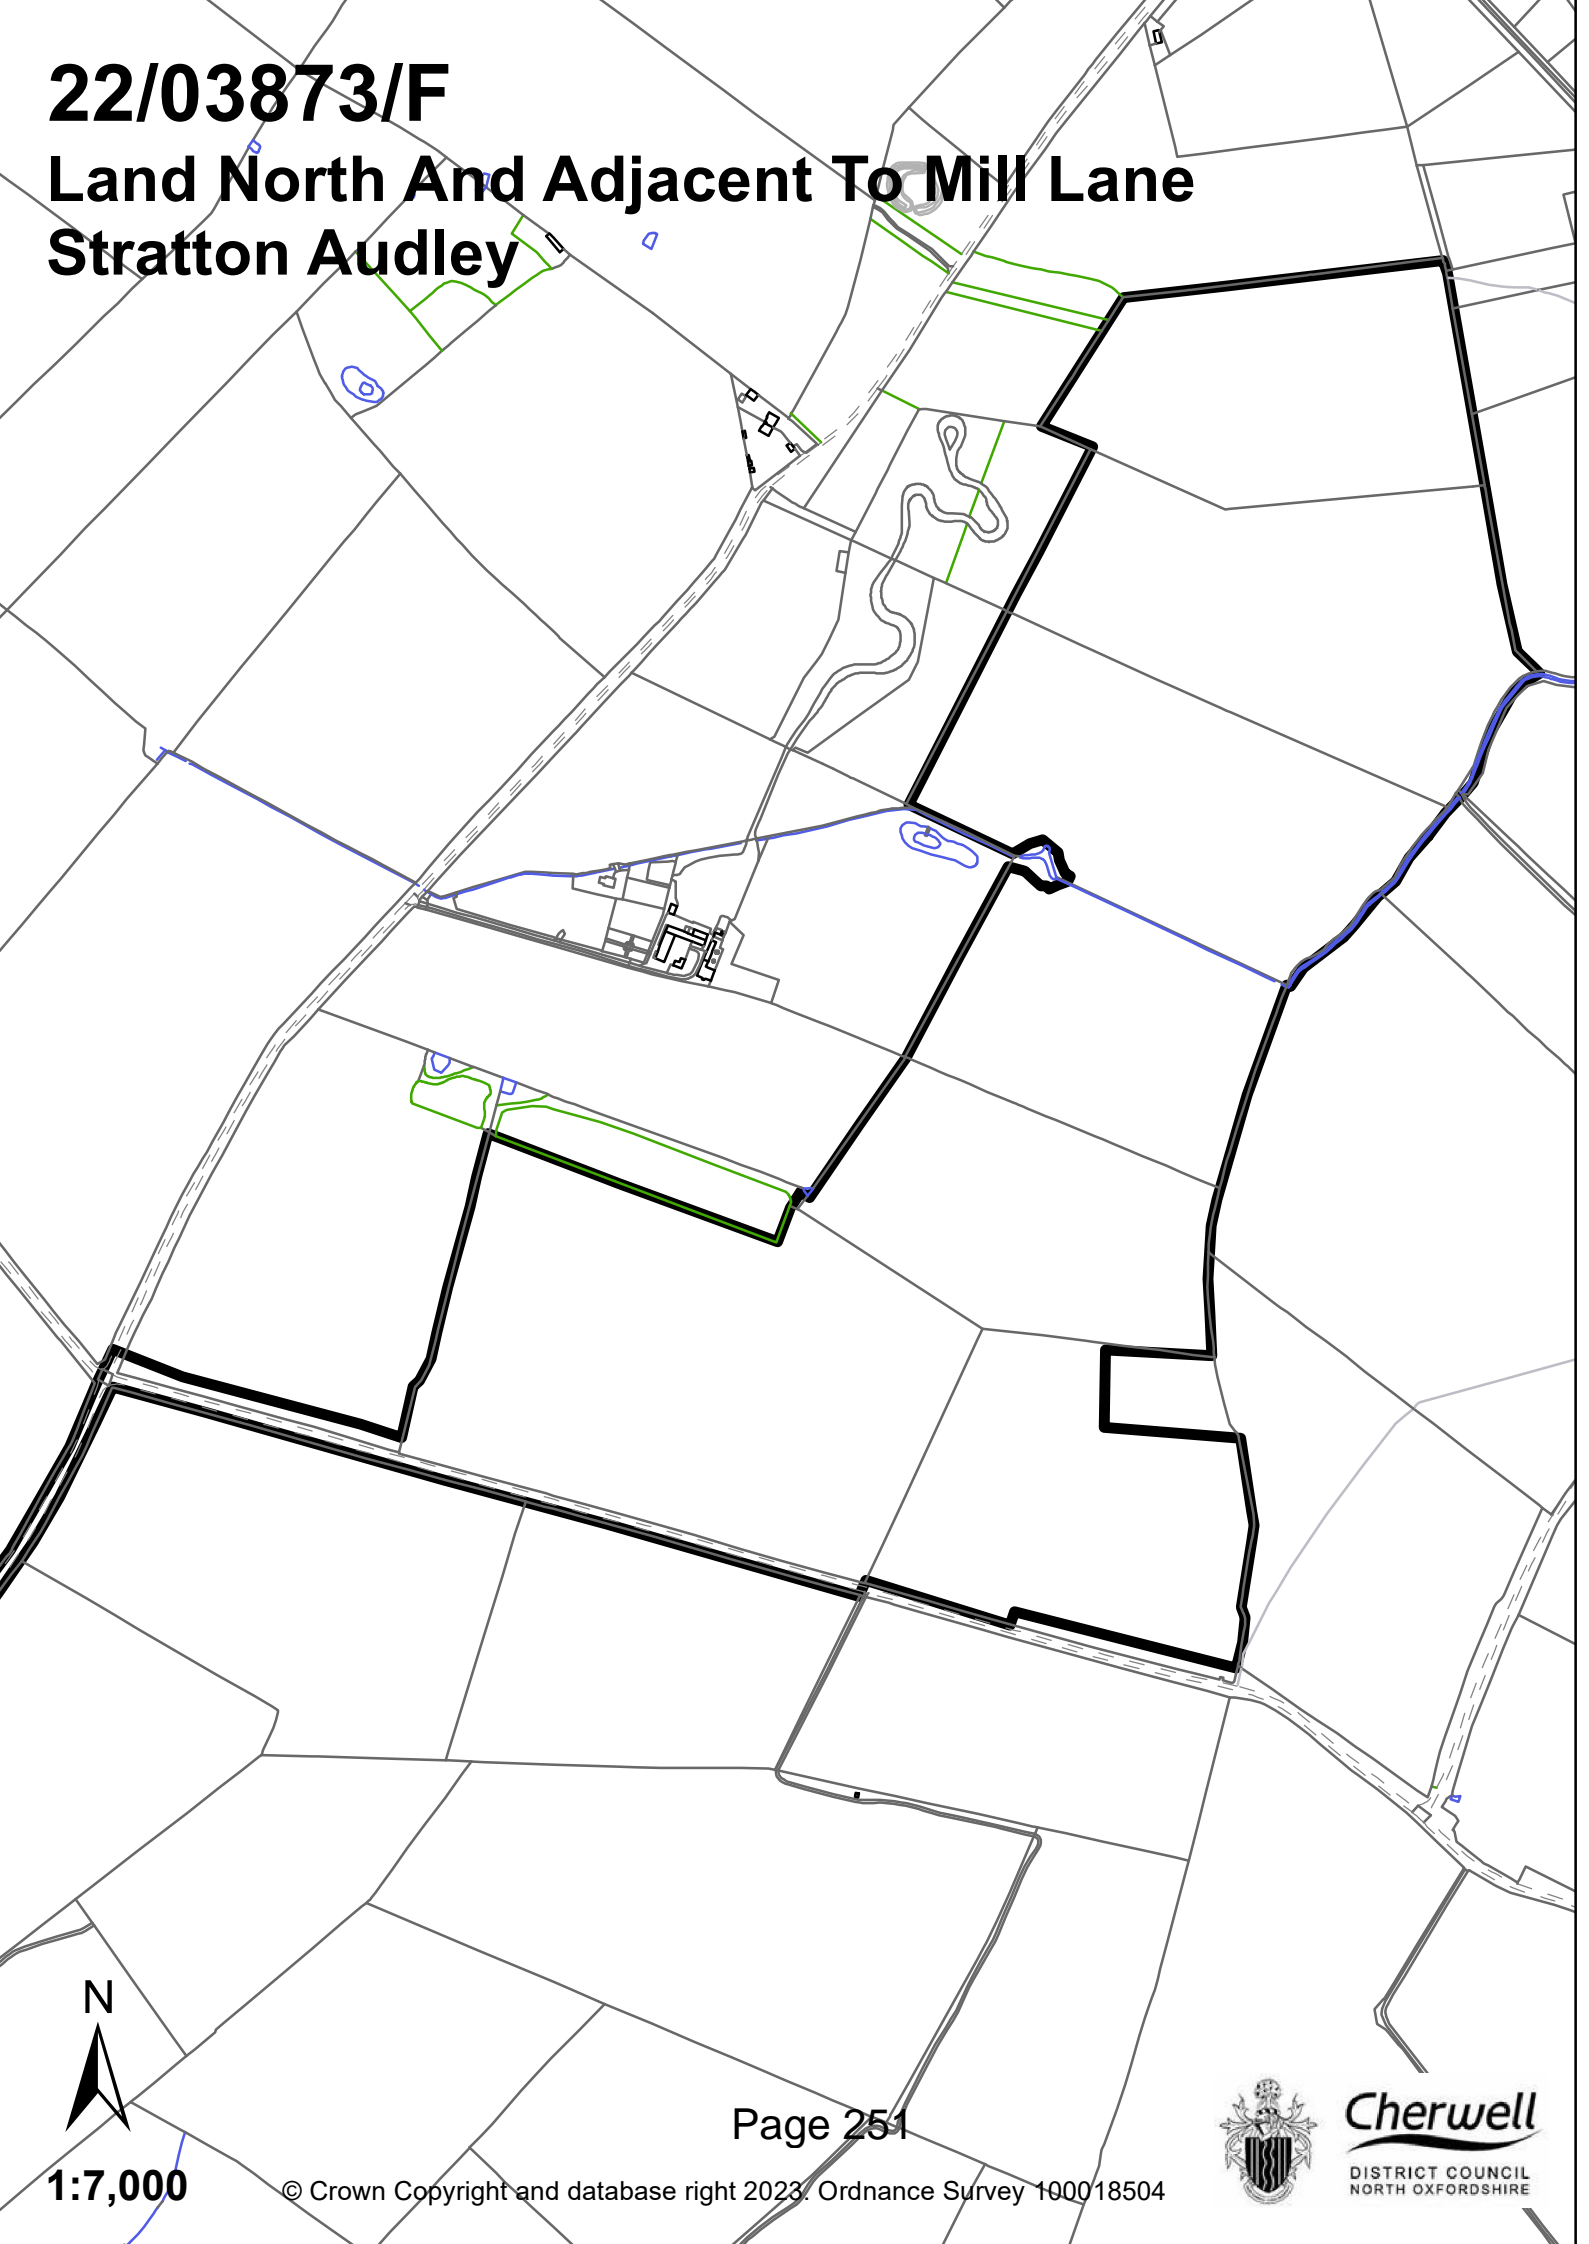 22/03873/F
Land North And Adjacent To Mill Lane
Stratton Audley
N
Page 251
1:7,000
© Crown Copyright and database right 2023. Ordnance Survey 100018504
Cherwell
DISTRICT COUNCIL
NORTH OXFORDSHIRE